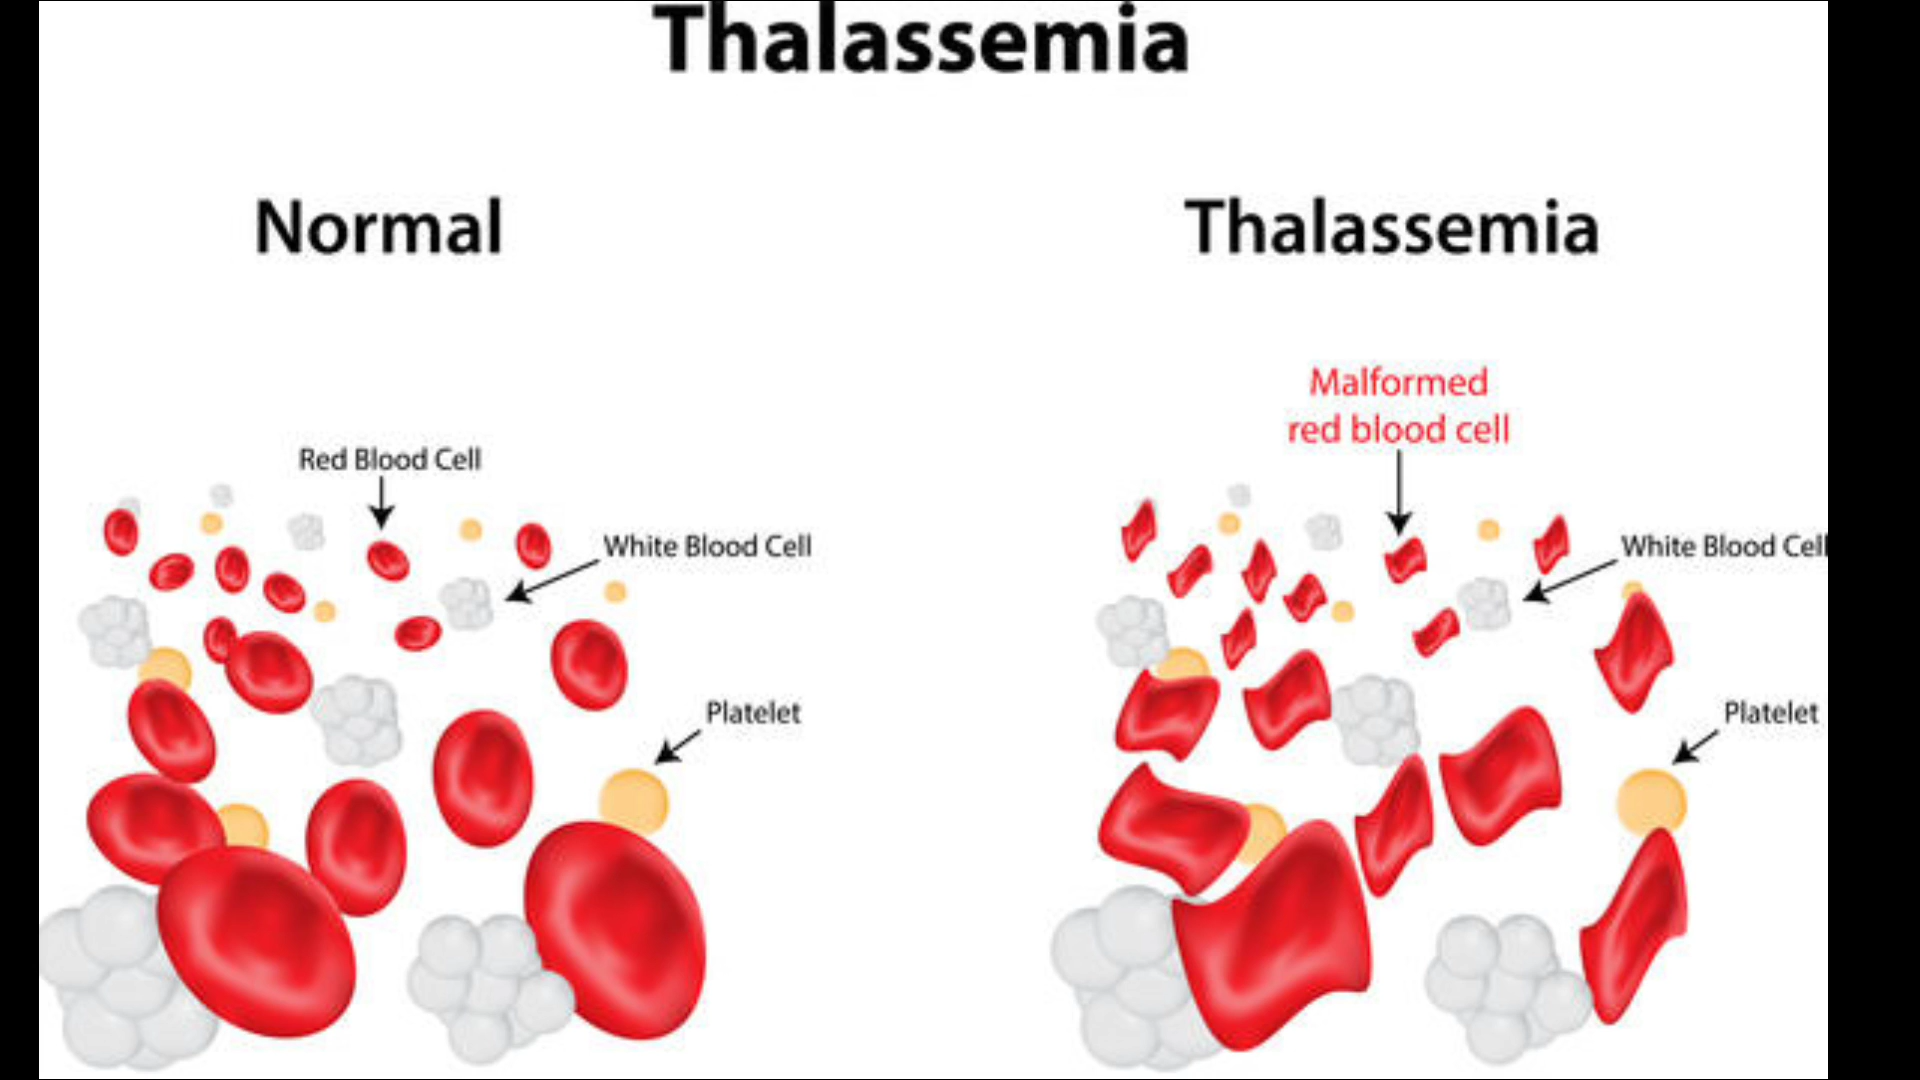 Thalassemia
Normal
Thalassemia
Malformed
red blood cell
Red Blood Cell
White Blood Cell
White Blood Cell
Platelet
Platelet